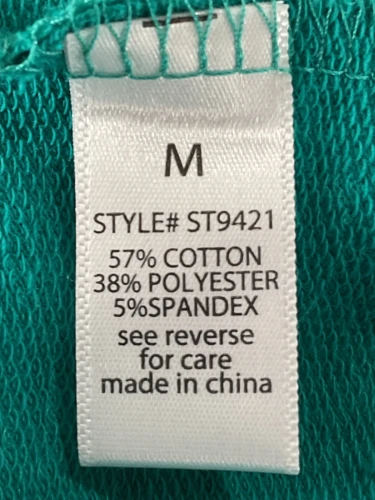 M
STYLE# ST9421
57% COTTON
38% POLYESTER
5%SPANDEX
see reverse
for care
made in china